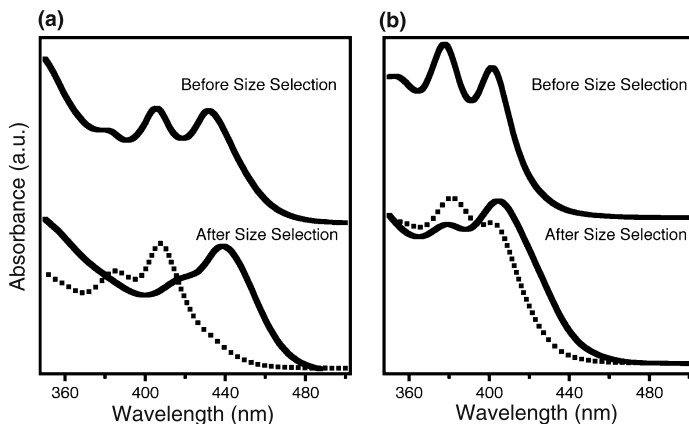 (a)
(b)
Before Size Selection
Before Size Selection
After Size Selection
After Size Selection
Absorbance (a.u.)
360 400 440 480
360 400 440 480
Wavelength (nm)
Wavelength (nm)